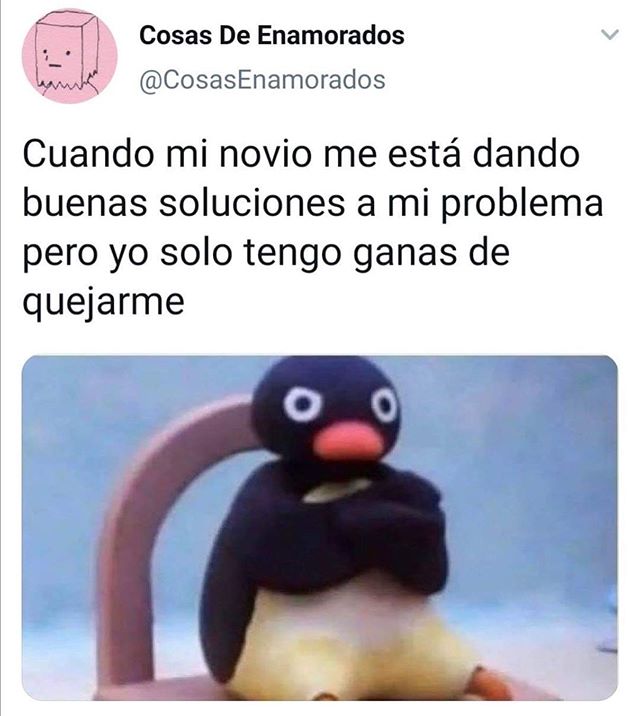 Cosas De Enamorados
@CosasEnamorados
Cuando mi novio me está dando
buenas soluciones a mi problema
pero yo solo tengo ganas de
quejarme